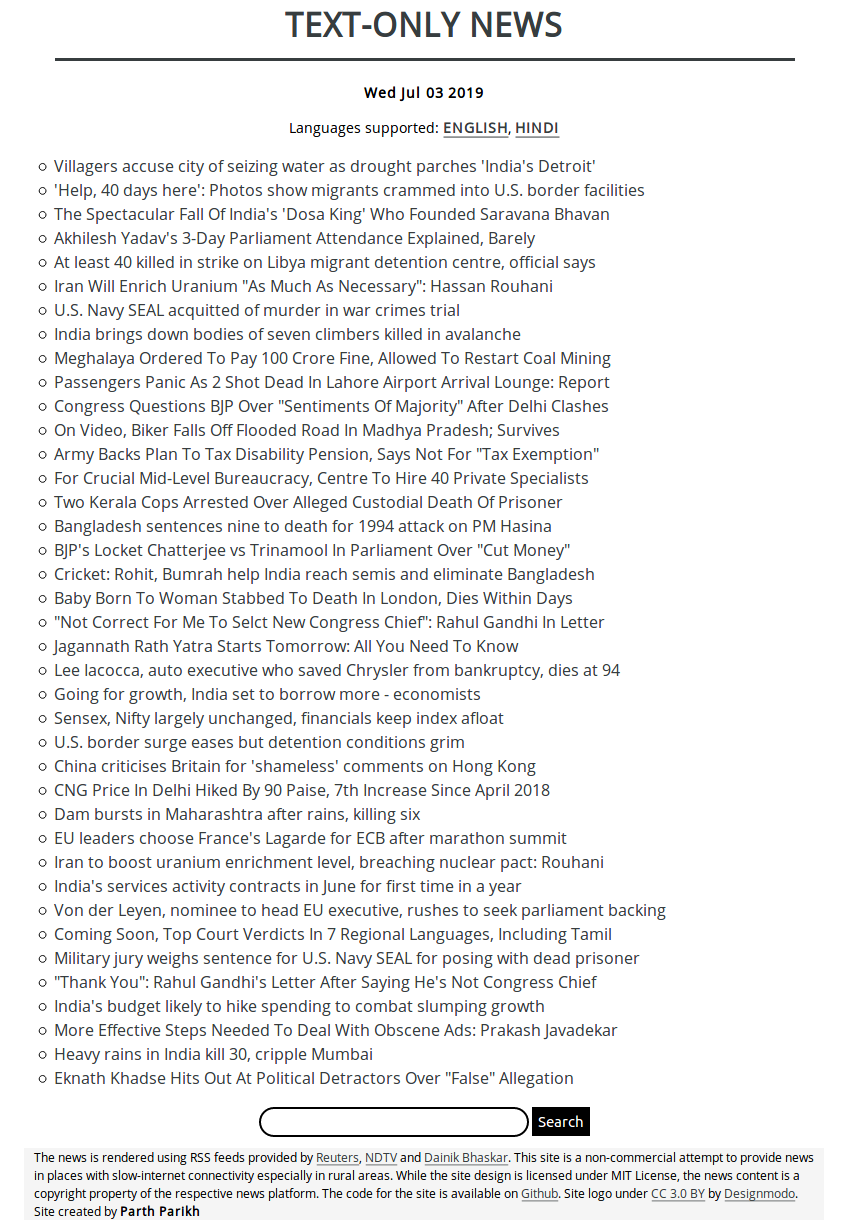 TEXT-ONLY NEWS
Wed Jul 03 2019
Languages supported: ENGLISH, HINDI
Villagers accuse city of seizing water as drought parches 'India's Detroit'
'Help, 40 days here': Photos show migrants crammed into U.S. border facilities
The Spectacular Fall Of India's 'Dosa King' Who Founded Saravana Bhavan
Akhilesh Yadav's 3-Day Parliament Attendance Explained, Barely
At least 40 killed in strike on Libya migrant detention centre, official says
Iran Will Enrich Uranium "As Much As Necessary": Hassan Rouhani
U.S. Navy SEAL acquitted of murder in war crimes trial
India brings down bodies of seven climbers killed in avalanche
Meghalaya Ordered To Pay 100 Crore Fine, Allowed To Restart Coal Mining
Passengers Panic As 2 Shot Dead In Lahore Airport Arrival Lounge: Report
Congress Questions BJP Over "Sentiments Of Majority" After Delhi Clashes
On Video, Biker Falls Off Flooded Road In Madhya Pradesh; Survives
Army Backs Plan To Tax Disability Pension, Says Not For "Tax Exemption"
For Crucial Mid-Level Bureaucracy, Centre To Hire 40 Private Specialists
Two Kerala Cops Arrested Over Alleged Custodial Death Of Prisoner
Bangladesh sentences nine to death for 1994 attack on PM Hasina
BJP's Locket Chatterjee vs Trinamool In Parliament Over "Cut Money"
Cricket: Rohit, Bumrah help India reach semis and eliminate Bangladesh
Baby Born To Woman Stabbed To Death In London, Dies Within Days
"Not Correct For Me To Selct New Congress Chief": Rahul Gandhi In Letter
Jagannath Rath Yatra Starts Tomorrow: All You Need To Know
Lee Iacocca, auto executive who saved Chrysler from bankruptcy, dies at 94
Going for growth, India set to borrow more - economists
Sensex, Nifty largely unchanged, financials keep index afloat
U.S. border surge eases but detention conditions grim
China criticises Britain for 'shameless' comments on Hong Kong
CNG Price In Delhi Hiked By 90 Paise, 7th Increase Since April 2018
Dam bursts in Maharashtra after rains, killing six
EU leaders choose France's Lagarde for ECB after marathon summit
Iran to boost uranium enrichment level, breaching nuclear pact: Rouhani
India's services activity contracts in June for first time in a year
Von der Leyen, nominee to head EU executive, rushes to seek parliament backing
Coming Soon, Top Court Verdicts In 7 Regional Languages, Including Tamil
Military jury weighs sentence for U.S. Navy SEAL for posing with dead prisoner
"Thank You": Rahul Gandhi's Letter After Saying He's Not Congress Chief
India's budget likely to hike spending to combat slumping growth
More Effective Steps Needed To Deal With Obscene Ads: Prakash Javadekar
Heavy rains in India kill 30, cripple Mumbai
Eknath Khadse Hits Out At Political Detractors Over "False" Allegation
Search
The news is rendered using RSS feeds provided by Reuters, NDTV and Dainik Bhaskar. This site is a non-commercial attempt to provide news
in places with slow-internet connectivity especially in rural areas. While the site design is licensed under MIT License, the news content is a
copyright property of the respective news platform. The code for the site is available on Github. Site logo under CC 3.0 BY by Designmodo.
Site created by Parth Parikh